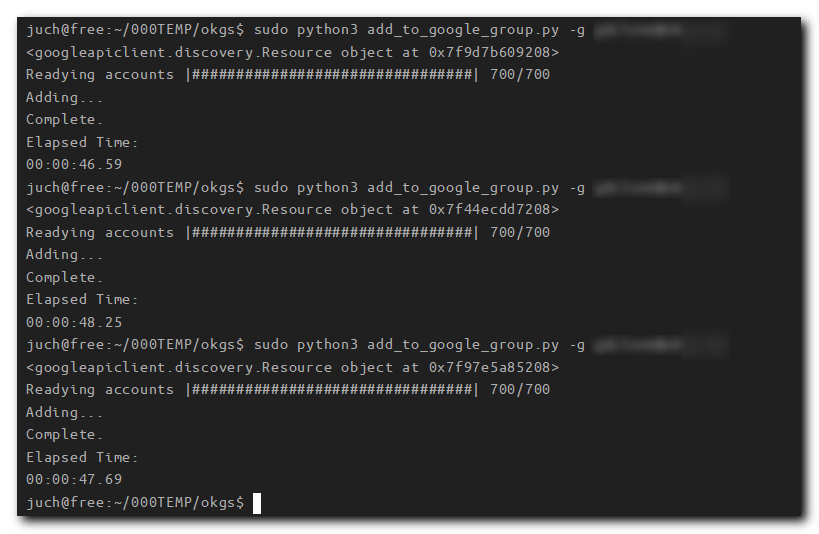 juch@free:~/000TEMP/okgs$ sudo python3 add_to_google_group.py -g
<googleapiclient.discovery.Resource object at 0x7f9d7b609208>
Readying accounts |################################| 700/700
Adding...
Complete.
Elapsed Time:
00:00:46.59
juch@free:~/000TEMP/okgs$ sudo python3 add_to_google_group.py -g
<googleapiclient.discovery.Resource object at 0x7f44ecdd7208>
Readying accounts |################################| 700/700
Adding...
Complete.
Elapsed Time:
00:00:48.25
juch@free:~/000TEMP/okgs$ sudo python3 add_to_google_group.py -g
<googleapiclient.discovery.Resource object at 0x7f97e5a85208>
Readying accounts |################################| 700/700
Adding...
Complete.
Elapsed Time:
00:00:47.69
juch@free:~/000TEMP/okgs$